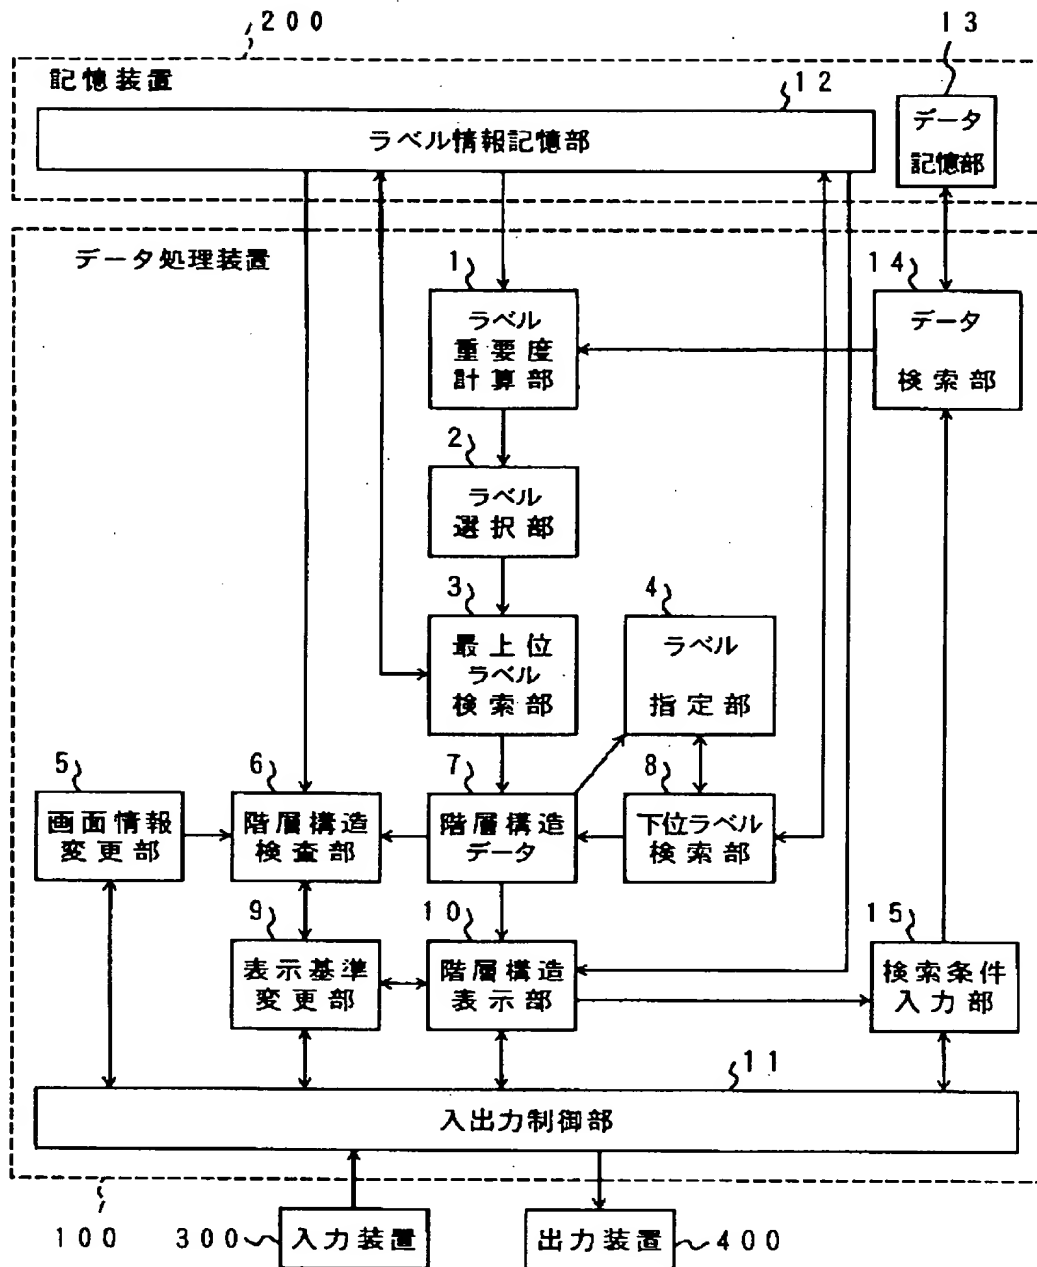 200
13
記憶装置
12
ラベル情報記憶部
データ
記憶部
データ処理装置
1
ラベル
重要度
計算部
14
データ
検索部
2
ラベル
選択部
3
最上位
ラベル
検索部
4
ラベル
指定部
5
画面情報
変更部
6
階層構造
検査部
7
階層構造
データ
8
下位ラベル
検索部
9
表示基準
変更部
10
階層構造
表示部
15
検索条件
入力部
11
入出力制御部
100
300
入力装置
出力装置
400